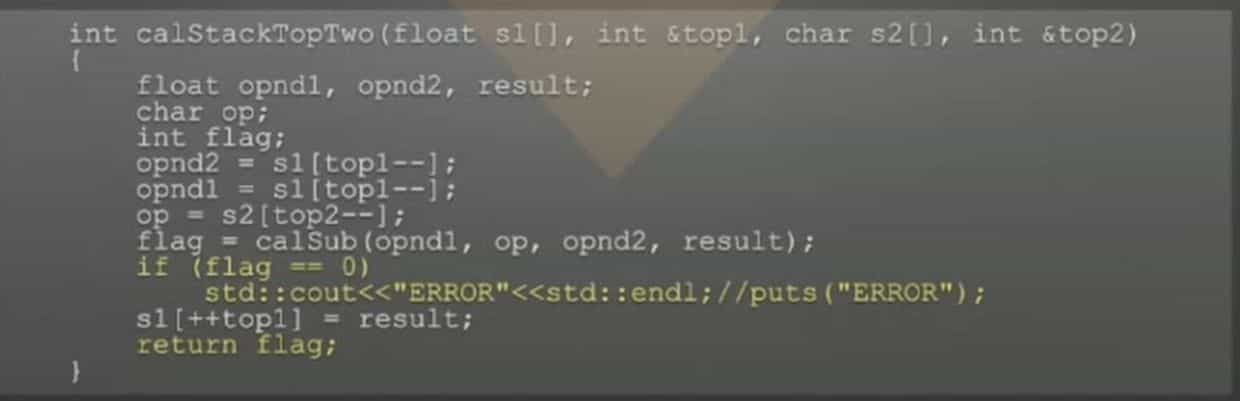 int calStackTopTwo(float s1[], int &top1, char s2[], int &top2)
{
    float opnd1, opnd2, result;
    char op;
    int flag;
    opnd2 = s1[top1--];
    opnd1 = s1[top1--];
    op = s2[top2--];
    flag = calSub(opnd1, op, opnd2, result);
    if (flag == 0)
        std::cout<<"ERROR"<<std::endl;//puts("ERROR");
    s1[++top1] = result;
    return flag;
}